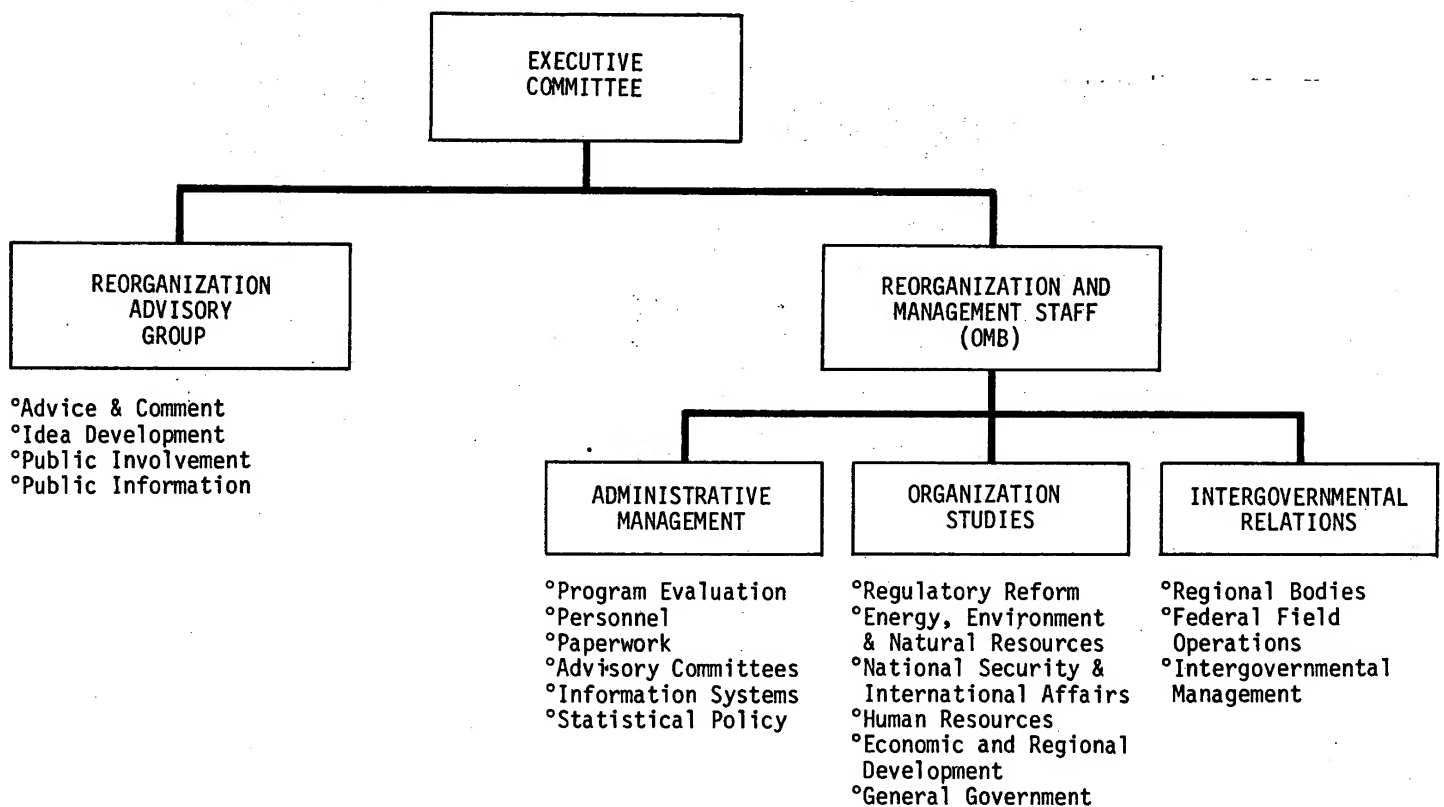 EXECUTIVE
COMMITTEE
REORGANIZATION
ADVISORY
GROUP
°Advice & Comment
°Idea Development
°Public Involvement
°Public Information
REORGANIZATION AND
MANAGEMENT STAFF
(OMB)
ADMINISTRATIVE
MANAGEMENT
°Program Evaluation
°Personnel
°Paperwork
°Advisory Committees
°Information Systems
°Statistical Policy
ORGANIZATION
STUDIES
°Regulatory Reform
°Energy, Environment
& Natural Resources
°National Security &
International Affairs
°Human Resources
°Economic and Regional
Development
°General Government
INTERGOVERNMENTAL
RELATIONS
°Regional Bodies
°Federal Field
Operations
°Intergovernmental
Management